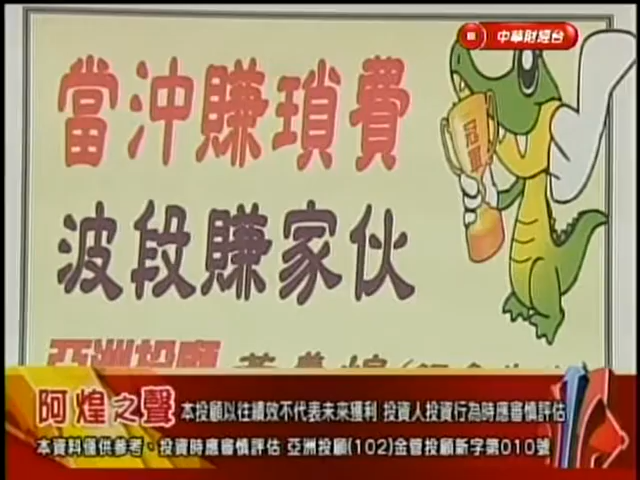 中華財經台
當沖賺瑣費
冠軍
波段賺家伙
亞洲投顧
阿煌之聲
本投顧以往績效不代表未來獲利 投資人投資行為時應審慎評估
本資料僅供參考，投資時應審慎評估 亞洲投顧(102)金管投顧新字第010號